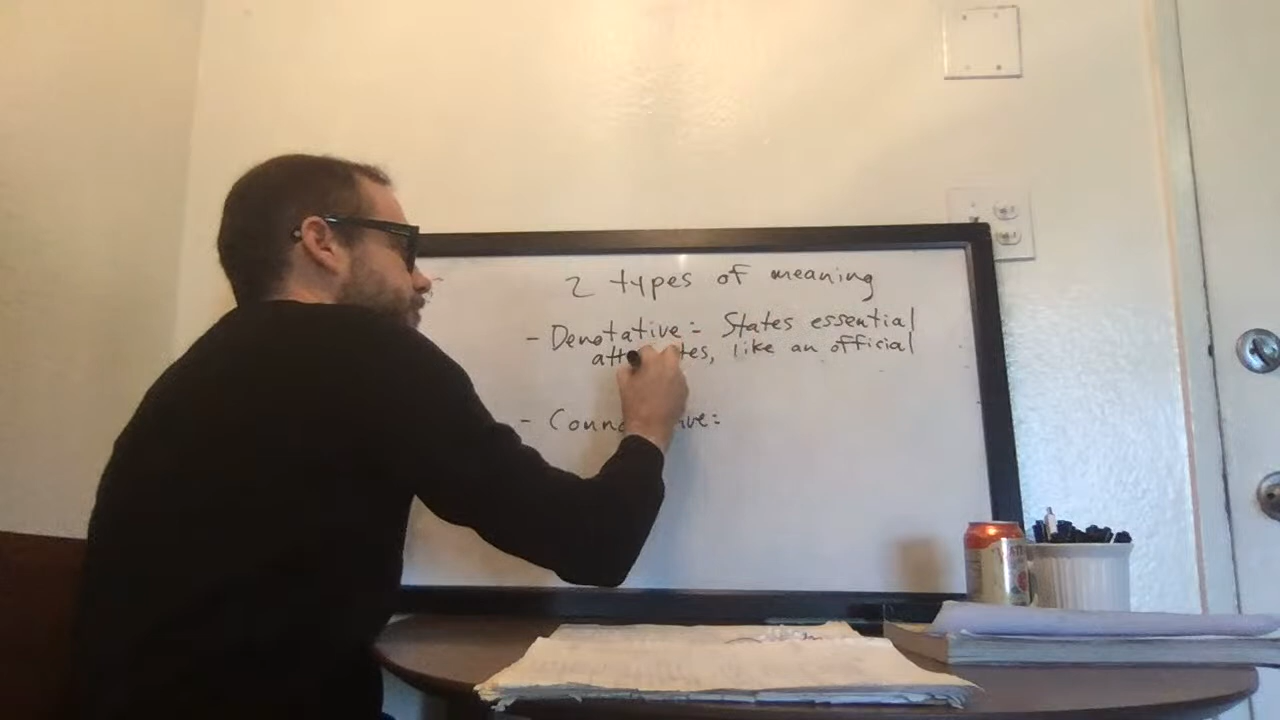 2 types of meaning
- Denotative: States essential
attributes, like an official
- Connotative: